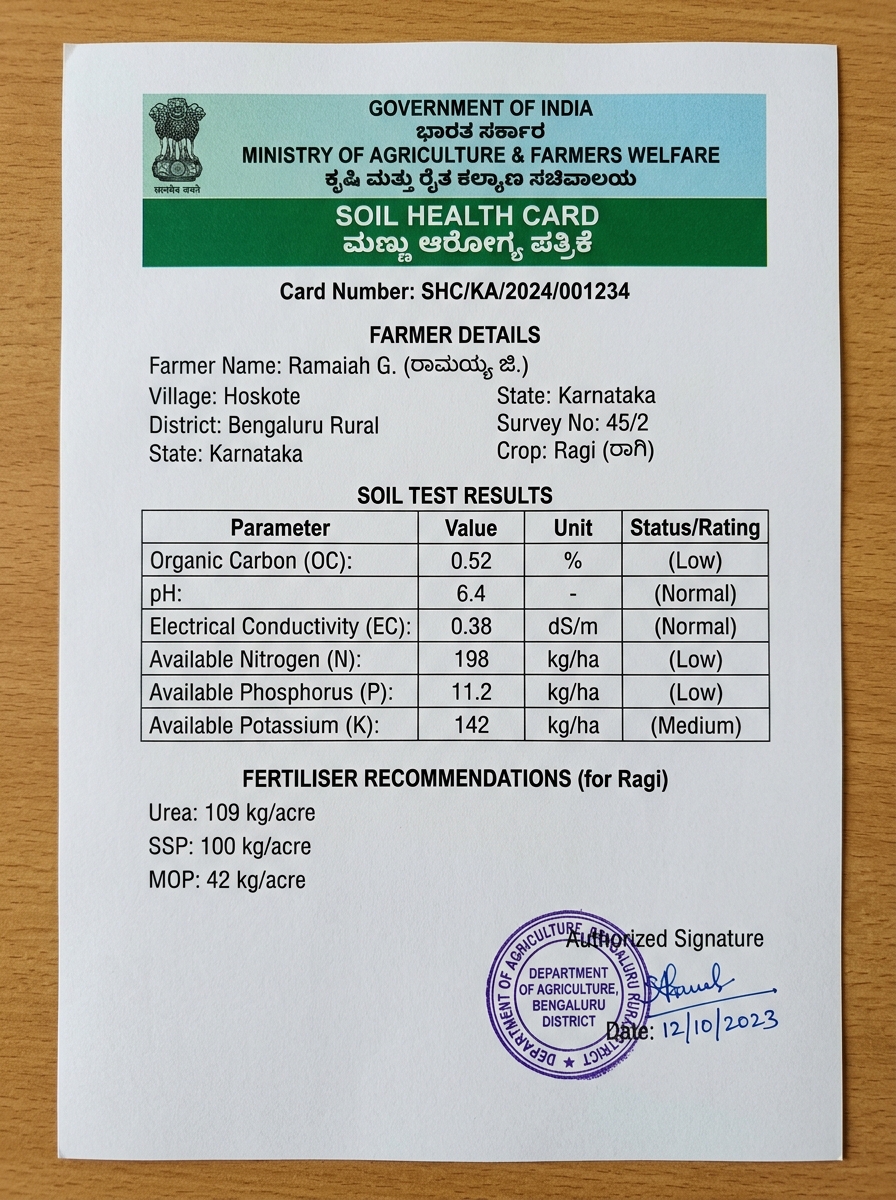 GOVERNMENT OF INDIA
ಭಾರತ ಸರ್ಕಾರ
MINISTRY OF AGRICULTURE & FARMERS WELFARE
ಕೃಷಿ ಮತ್ತು ರೈತ ಕಲ್ಯಾಣ ಸಚಿವಾಲಯ
सत्यमेव जयते
SOIL HEALTH CARD
ಮಣ್ಣು ಆರೋಗ್ಯ ಪತ್ರಿಕೆ
Card Number: SHC/KA/2024/001234
FARMER DETAILS
Farmer Name: Ramaiah G. (ರಾಮಯ್ಯ ಜಿ.)
Village: Hoskote State: Karnataka
District: Bengaluru Rural Survey No: 45/2
State: Karnataka Crop: Ragi (ರಾಗಿ)
SOIL TEST RESULTS
Parameter Value Unit Status/Rating
Organic Carbon (OC): 0.52 % (Low)
pH: 6.4 - (Normal)
Electrical Conductivity (EC): 0.38 dS/m (Normal)
Available Nitrogen (N): 198 kg/ha (Low)
Available Phosphorus (P): 11.2 kg/ha (Low)
Available Potassium (K): 142 kg/ha (Medium)
FERTILISER RECOMMENDATIONS (for Ragi)
Urea: 109 kg/acre
SSP: 100 kg/acre
MOP: 42 kg/acre
Authorized Signature
DEPARTMENT OF AGRICULTURE, BENGALURU RURAL DISTRICT
DEPARTMENT
OF AGRICULTURE,
BENGALURU
DISTRICT
Date: 12/10/2023